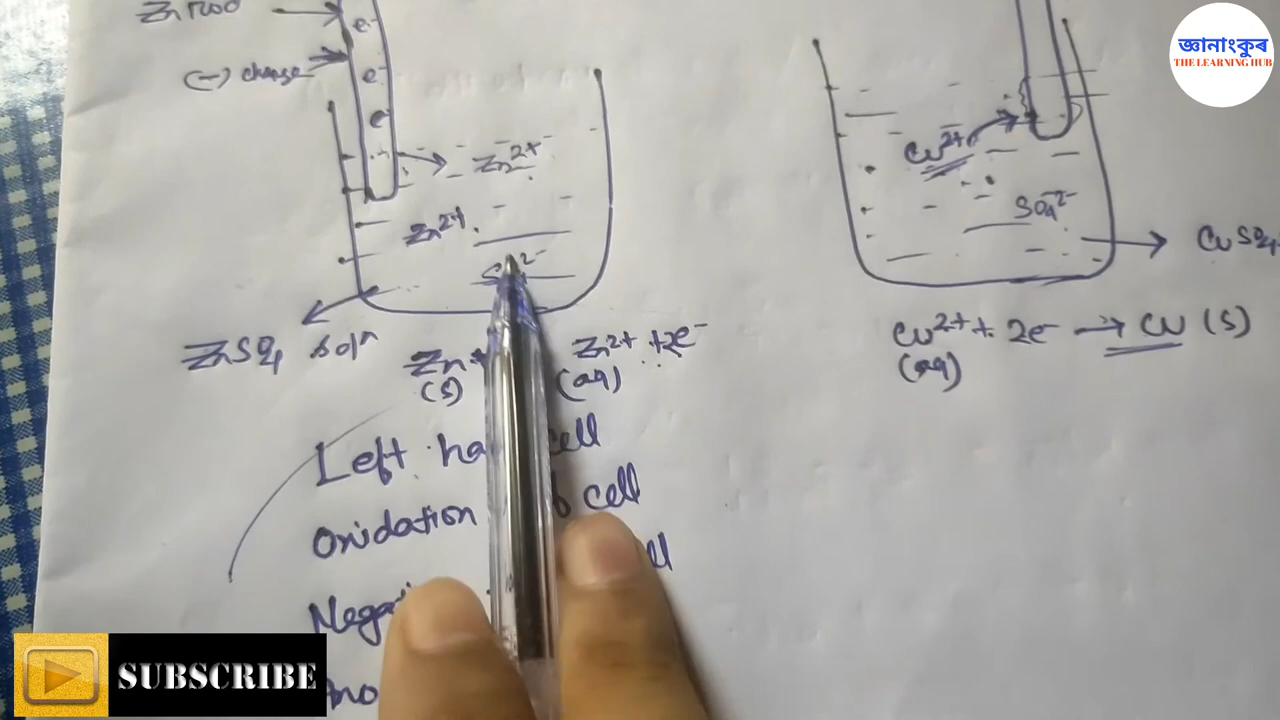 Zn rod
(-) charge
e-
e-
e
Zn2+
Zn2+
ZnSO4 soln
Zn
(s)
Zn2+ + 2e-
(aq)
Left half cell
Oxidation cell
Cu2+
SO42-
CuSO4
Cu2+ + 2e- → Cu (s)
(aq)
জ্ঞানাংকুৰ
THE LEARNING HUB
SUBSCRIBE